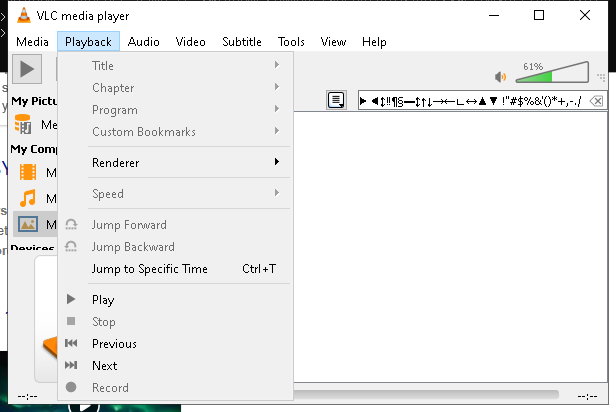 VLC media player
Media Playback Audio Video Subtitle Tools View Help
61%
Title
Chapter
Program
Custom Bookmarks
Renderer
Speed
Jump Forward
Jump Backward
Jump to Specific Time Ctrl+T
Play
Stop
Previous
Next
Record
My Pictu
Me
My Comp
M
M
M
Devices
►◄↕‼¶§▬↨↑↓→←∟↔▲▼ !"#$%&'()*+,-./
--:--
--:--